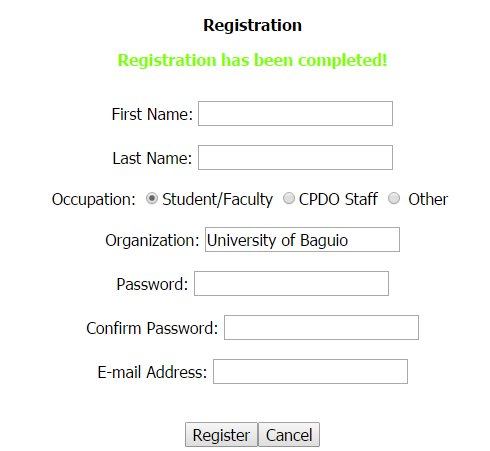 Registration
Registration has been completed!
First Name:
Last Name:
Occupation: Student/Faculty CPDO Staff Other
Organization: University of Baguio
Password:
Confirm Password:
E-mail Address:
Register Cancel